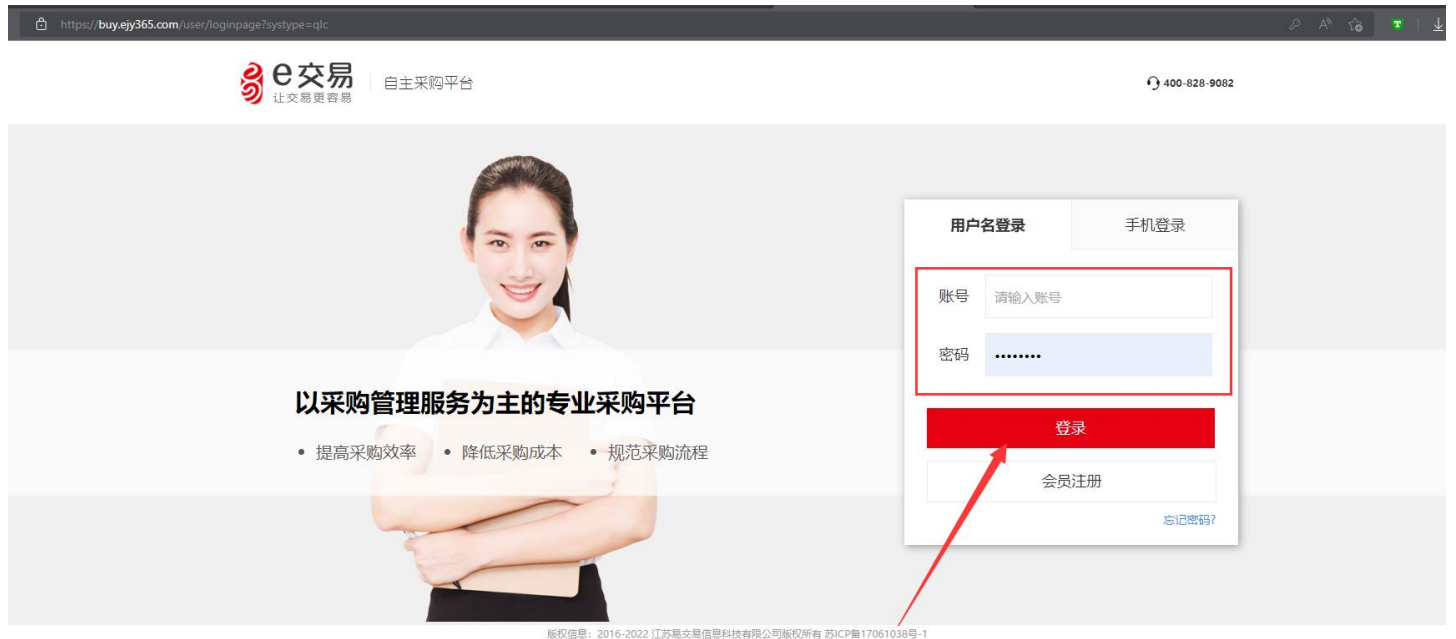 https://buy.ejy365.com/user/loginpage?systype=qlc
e交易
让交易更容易
自主采购平台
400-828-9082
用户名登录
手机登录
账号
请输入账号
密码
••••••••
登录
会员注册
忘记密码?
以采购管理服务为主的专业采购平台
• 提高采购效率 • 降低采购成本 • 规范采购流程
版权信息：2016-2022 江苏易交易信息科技有限公司版权所有 苏ICP备17061038号-1